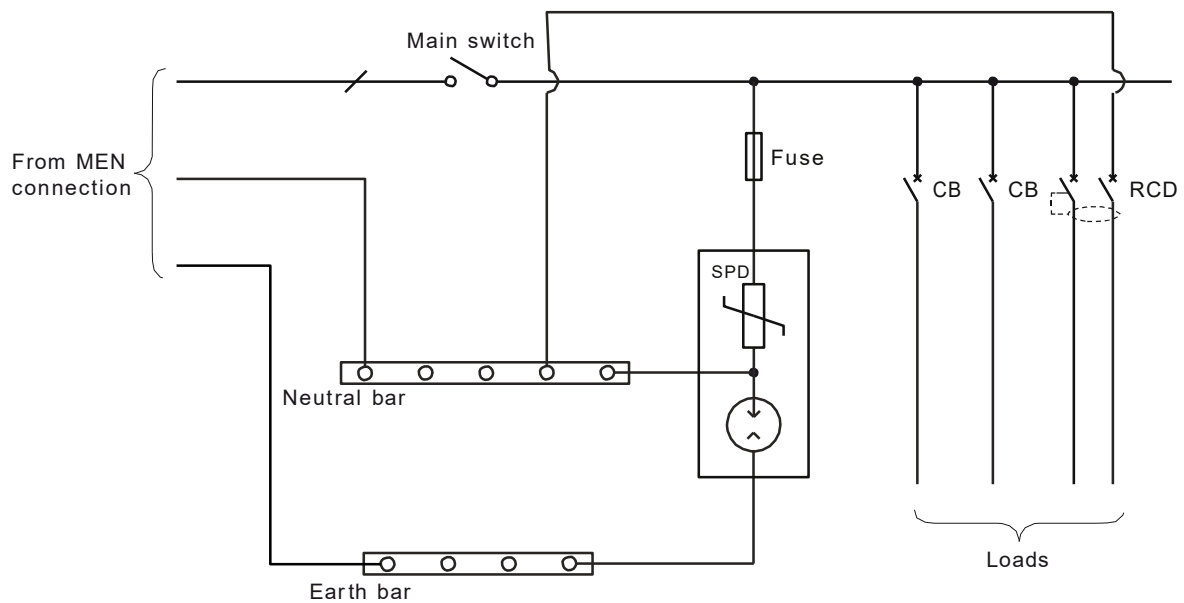 Main switch
From MEN
connection
Fuse
CB
CB
RCD
SPD
Neutral bar
Loads
Earth bar